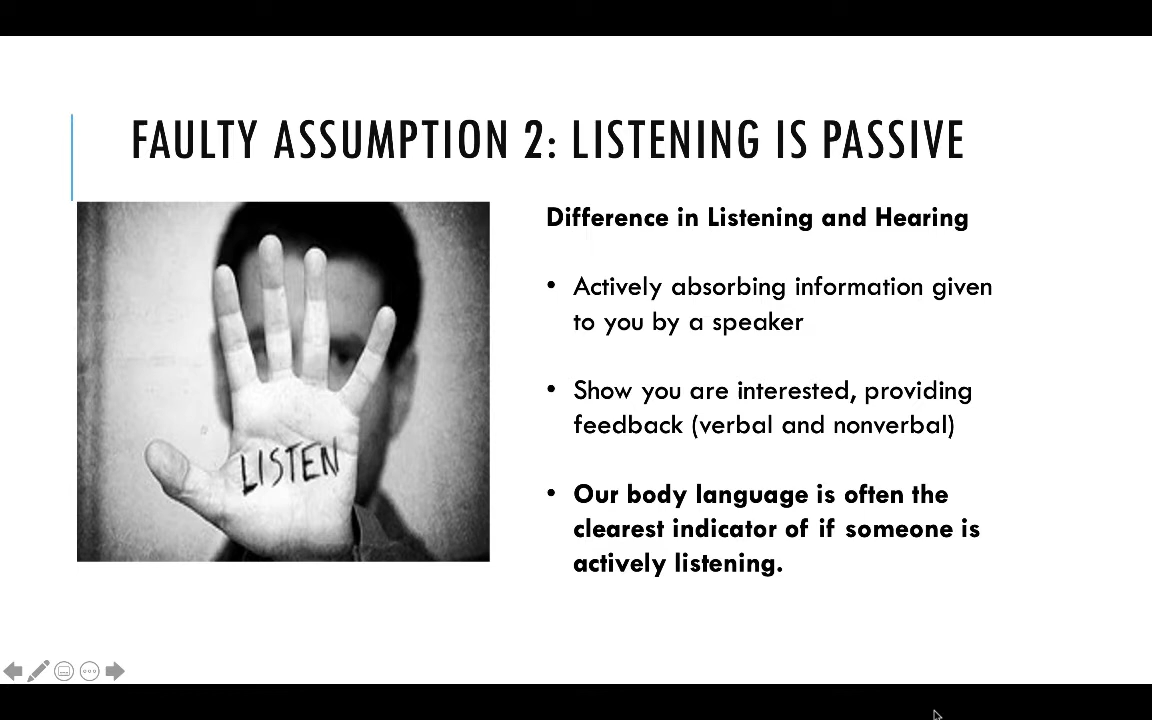 FAULTY ASSUMPTION 2: LISTENING IS PASSIVE
LISTEN
Difference in Listening and Hearing
• Actively absorbing information given
to you by a speaker
• Show you are interested, providing
feedback (verbal and nonverbal)
• Our body language is often the
clearest indicator of if someone is
actively listening.